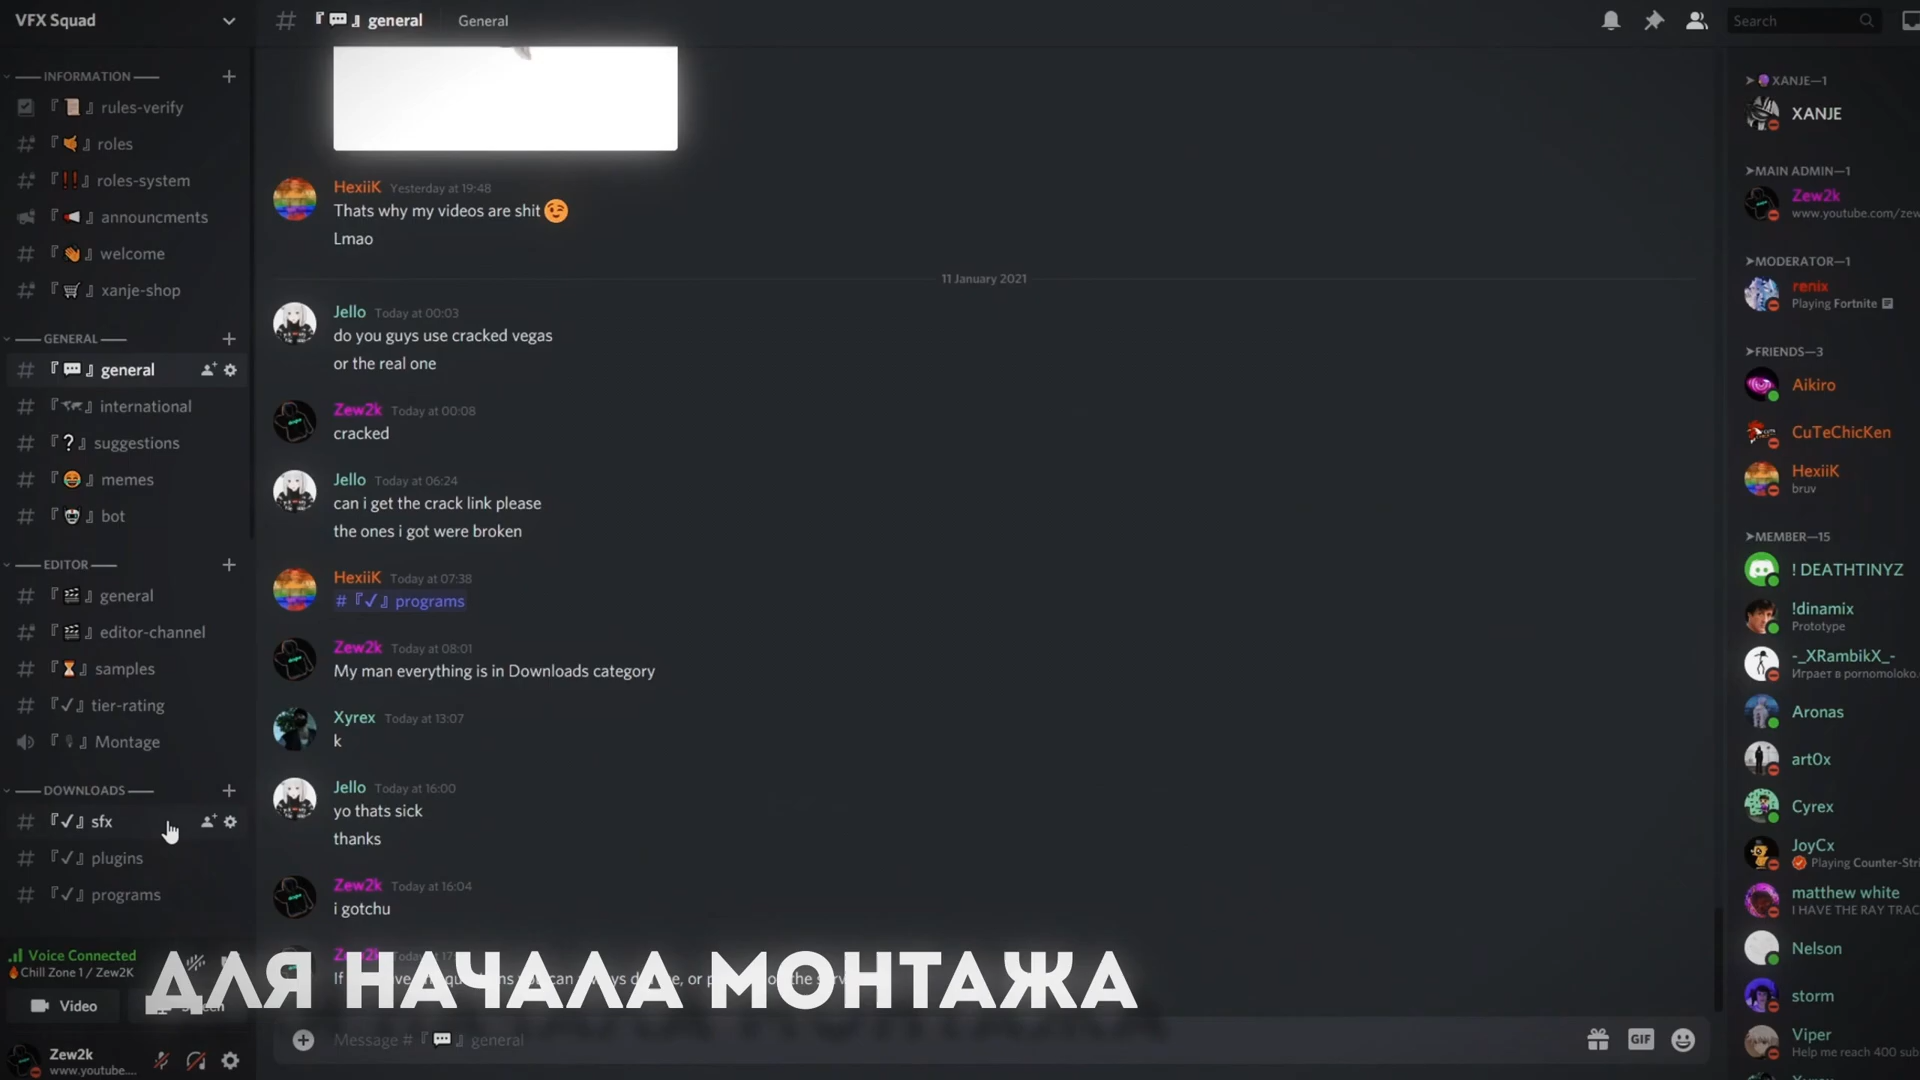 VFX Squad
INFORMATION
rules-verify
roles
roles-system
announcments
welcome
xanje-shop
GENERAL
general
international
suggestions
memes
bot
EDITOR
general
editor-channel
samples
tier-rating
Montage
DOWNLOADS
sfx
plugins
programs
Voice Connected
Chill Zone 1 / Zew2K
Video
Zew2k
www.youtube....
# 『💬』 general
General
Search
HexiiK Yesterday at 19:48
Thats why my videos are shit 😉
Lmao
11 January 2021
Jello Today at 00:03
do you guys use cracked vegas
or the real one
Zew2k Today at 00:08
cracked
Jello Today at 06:24
can i get the crack link please
the ones i got were broken
HexiiK Today at 07:38
# 『✓』 programs
Zew2k Today at 08:01
My man everything is in Downloads category
Xyrex Today at 13:07
k
Jello Today at 16:00
yo thats sick
thanks
Zew2k Today at 16:04
i gotchu
ДЛЯ НАЧАЛА МОНТАЖА
Message # 『💬』 general
GIF
XANJE—1
XANJE
MAIN ADMIN—1
Zew2k
www.youtube.com/zew
MODERATOR—1
renix
Playing Fortnite
FRIENDS—3
Aikiro
CuTeChicKen
HexiiK
bruv
MEMBER—15
! DEATHTINYZ
!dinamix
Prototype
-_XRambikX_-
Играет в pornomoloko.
Aronas
art0x
Cyrex
JoyCx
Playing Counter-Stri
matthew white
I HAVE THE RAY TRAC
Nelson
storm
Viper
Help me reach 400 sub